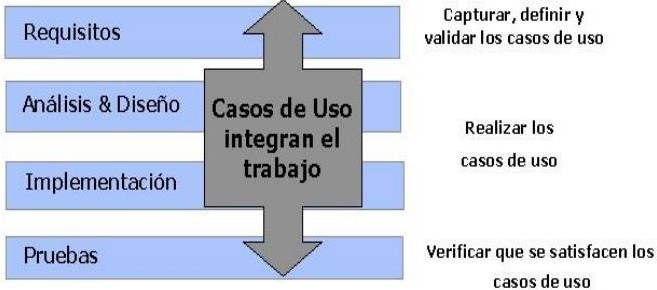 Requisitos
Capturar, definir y
validar los casos de uso
Análisis & Diseño
Casos de Uso
integran el
trabajo
Realizar los
casos de uso
Implementación
Pruebas
Verificar que se satisfacen los
casos de uso